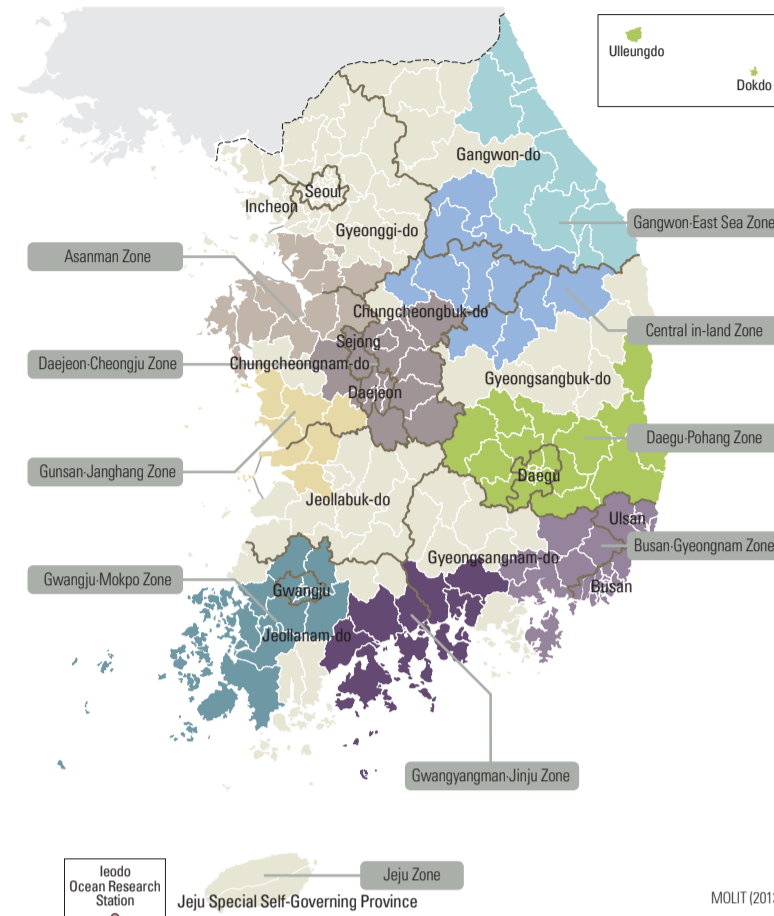 Ulleungdo
Dokdo
Gangwon-do
Seoul
Incheon
Gyeonggi-do
Gangwon·East Sea Zone
Asanman Zone
Chungcheongbuk-do
Central in-land Zone
Sejong
Daejeon·Cheongju Zone
Chungcheongnam-do
Gyeongsangbuk-do
Daejeon
Daegu·Pohang Zone
Gunsan·Janghang Zone
Daegu
Jeollabuk-do
Ulsan
Busan·Gyeongnam Zone
Gyeongsangnam-do
Gwangju·Mokpo Zone
Gwangju
Busan
Jeollanam-do
Gwangyangman·Jinju Zone
Ieodo
Ocean Research
Station
Jeju Zone
Jeju Special Self-Governing Province
MOLIT (201